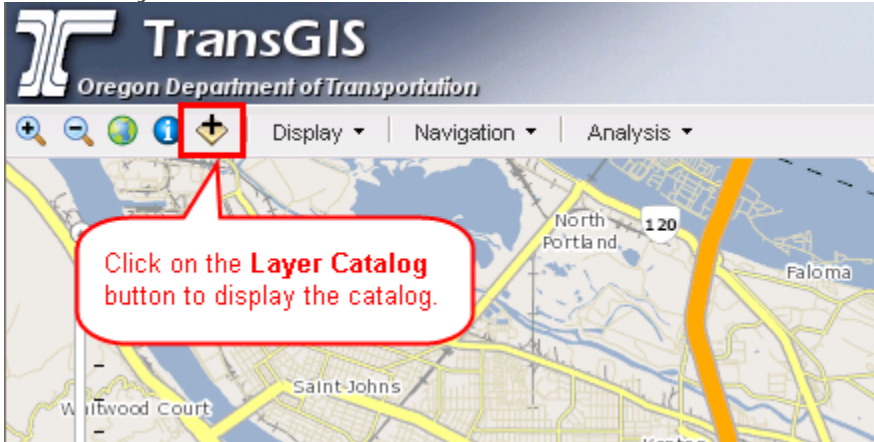 TransGIS
Oregon Department of Transportation
Display Navigation Analysis
North
Portland
120
Faloma
Click on the Layer Catalog
button to display the catalog.
Saint Johns
Whitwood Court